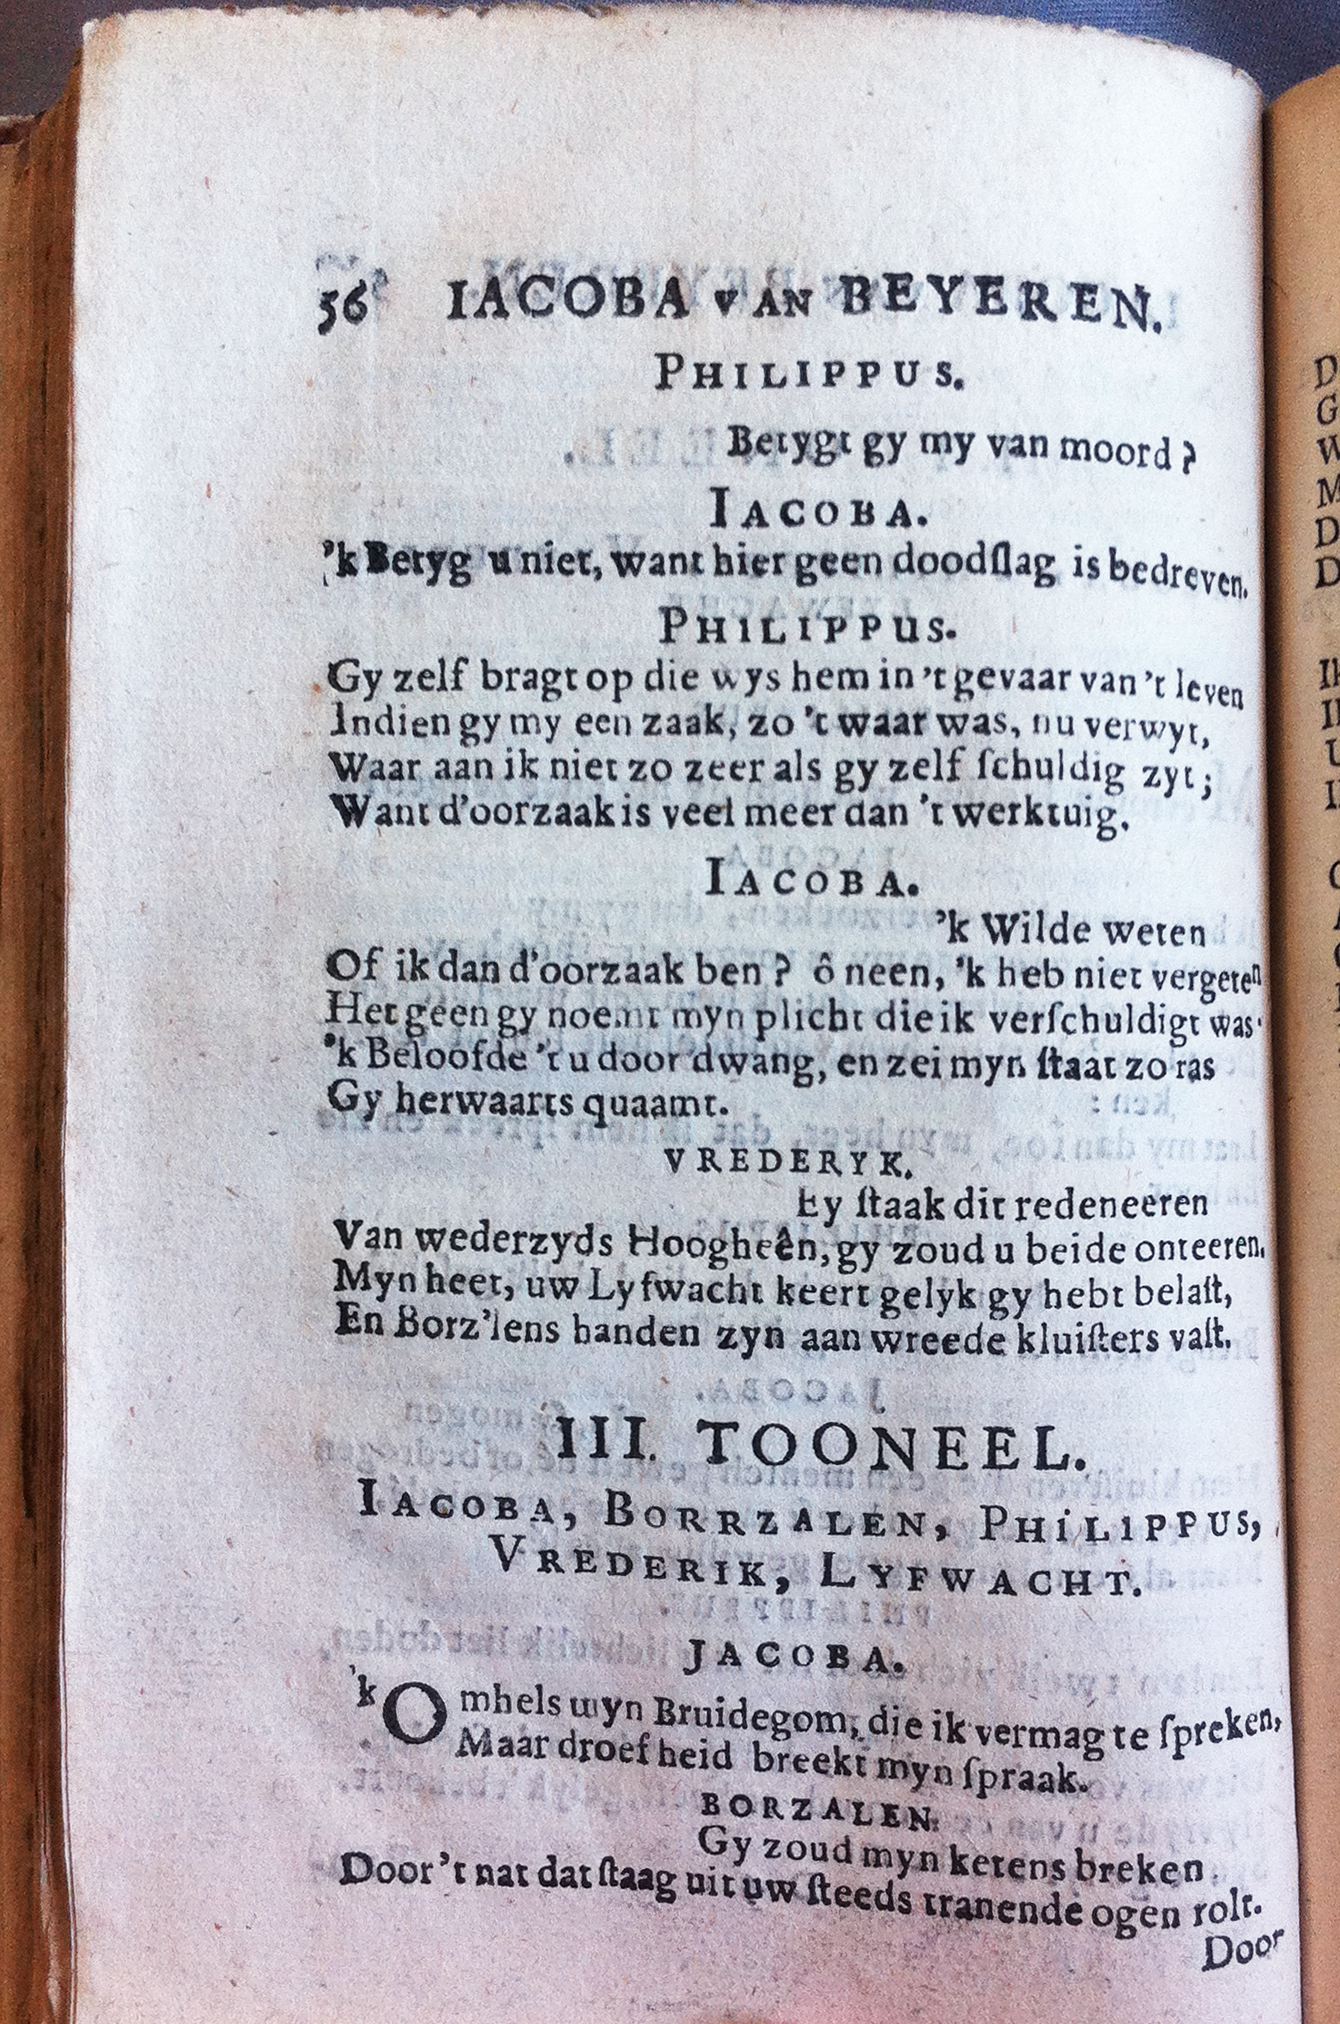 56 IACOBA VAN BEYEREN.
PHILIPPUS.
Betygt gy my van moord?
IACOBA.
'k Betyg u niet, want hier geen doodſlag is bedreven.
PHILIPPUS.
Gy zelf bragt op die wys hem in 't gevaar van 't leven
Indien gy my een zaak, zo 't waar was, nu verwyt,
Waar aan ik niet zo zeer als gy zelf ſchuldig zyt;
Want d'oorzaak is veel meer dan 't werktuig.
IACOBA.
'k Wilde weten
Of ik dan d'oorzaak ben? ô neen, 'k heb niet vergeten
Het geen gy noemt myn plicht die ik verſchuldigt was.
'k Beloofde 't u door dwang, en zei myn ſtaat zo ras
Gy herwaarts quaamt.
VREDERYK.
Ey ſtaak dit redeneeren
Van wederzyds Hoogheên, gy zoud u beide onteeren.
Myn heer, uw Lyfwacht keert gelyk gy hebt belaſt,
En Borz'lens handen zyn aan wreede kluiſters vaſt.
III. TOONEEL.
IACOBA, BORRZALEN, PHILIPPUS,
VREDERIK, LYFWACHT.
JACOBA.
'k Omhels myn Bruidegom, die ik vermag te ſpreken,
Maar droefheid breekt myn ſpraak.
BORZALEN.
Gy zoud myn ketens breken
Door 't nat dat ſtaag uit uw ſteeds tranende ogen rolt.
Door